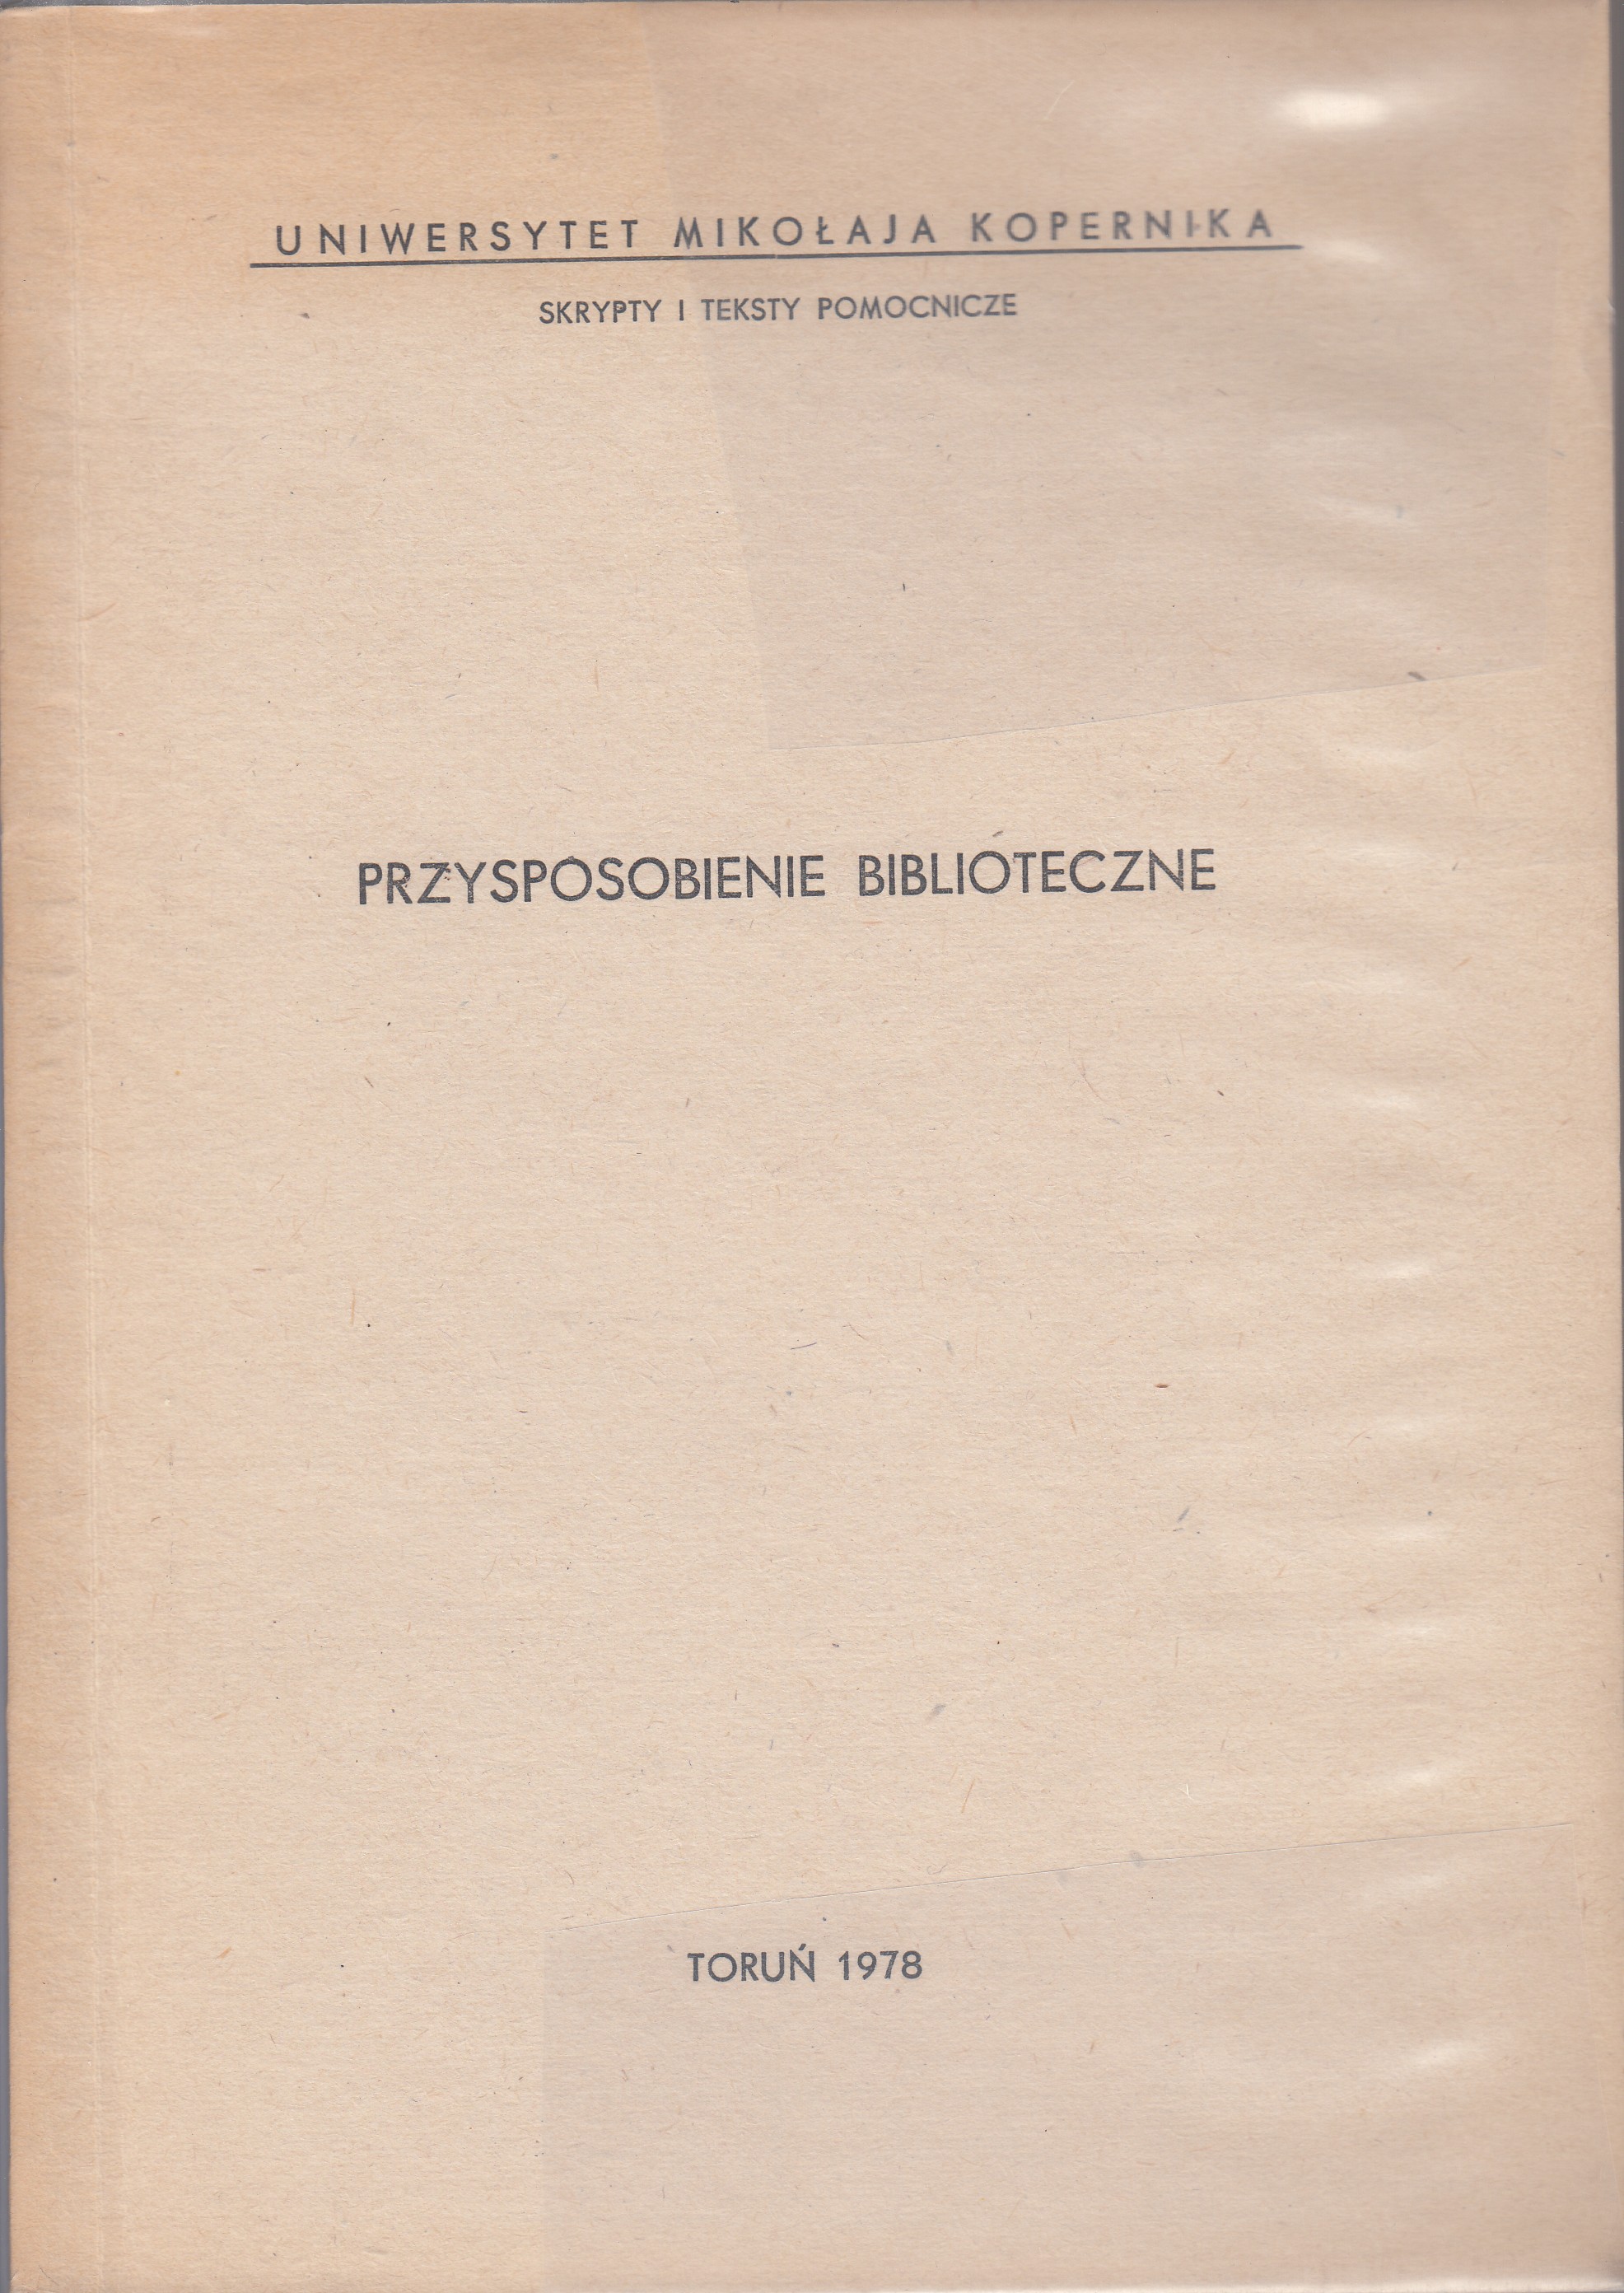 UNIWERSYTET MIKOŁAJA KOPERNIKA
SKRYPTY I TEKSTY POMOCNICZE
PRZYSPOSOBIENIE BIBLIOTECZNE
TORUŃ 1978